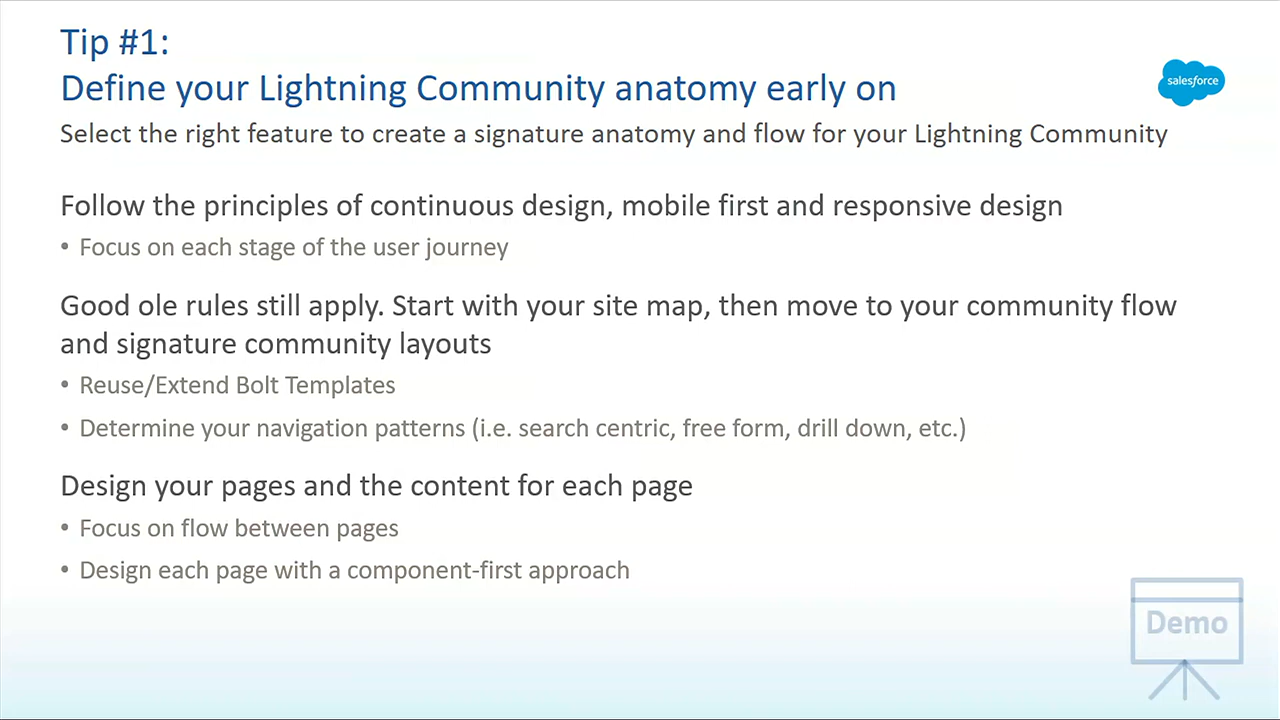 Tip #1:
Define your Lightning Community anatomy early on
salesforce
Select the right feature to create a signature anatomy and flow for your Lightning Community
Follow the principles of continuous design, mobile first and responsive design
• Focus on each stage of the user journey
Good ole rules still apply. Start with your site map, then move to your community flow
and signature community layouts
• Reuse/Extend Bolt Templates
• Determine your navigation patterns (i.e. search centric, free form, drill down, etc.)
Design your pages and the content for each page
• Focus on flow between pages
• Design each page with a component-first approach
Demo